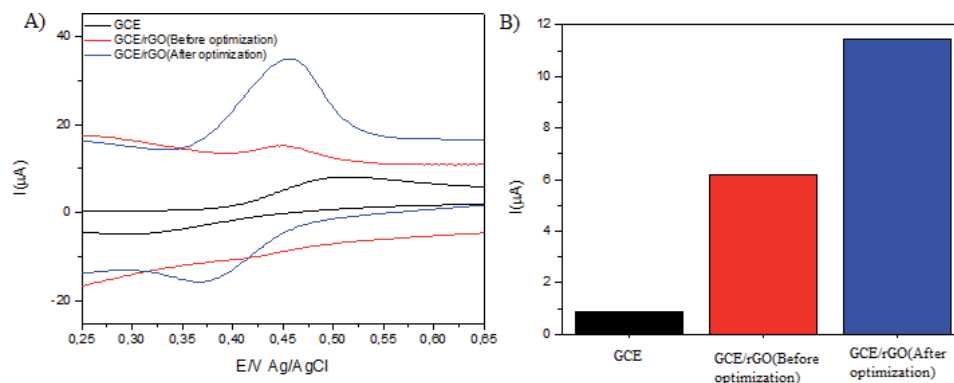 A)
GCE
GCE/rGO(Before optimization)
GCE/rGO(After optimization)
40
20
0
-20
I(µA)
0,25 0,30 0,35 0,40 0,45 0,50 0,55 0,60 0,65
E/V Ag/AgCl
B)
12
10
8
6
4
2
0
I(µA)
GCE
GCE/rGO(Before
optimization)
GCE/rGO(After
optimization)